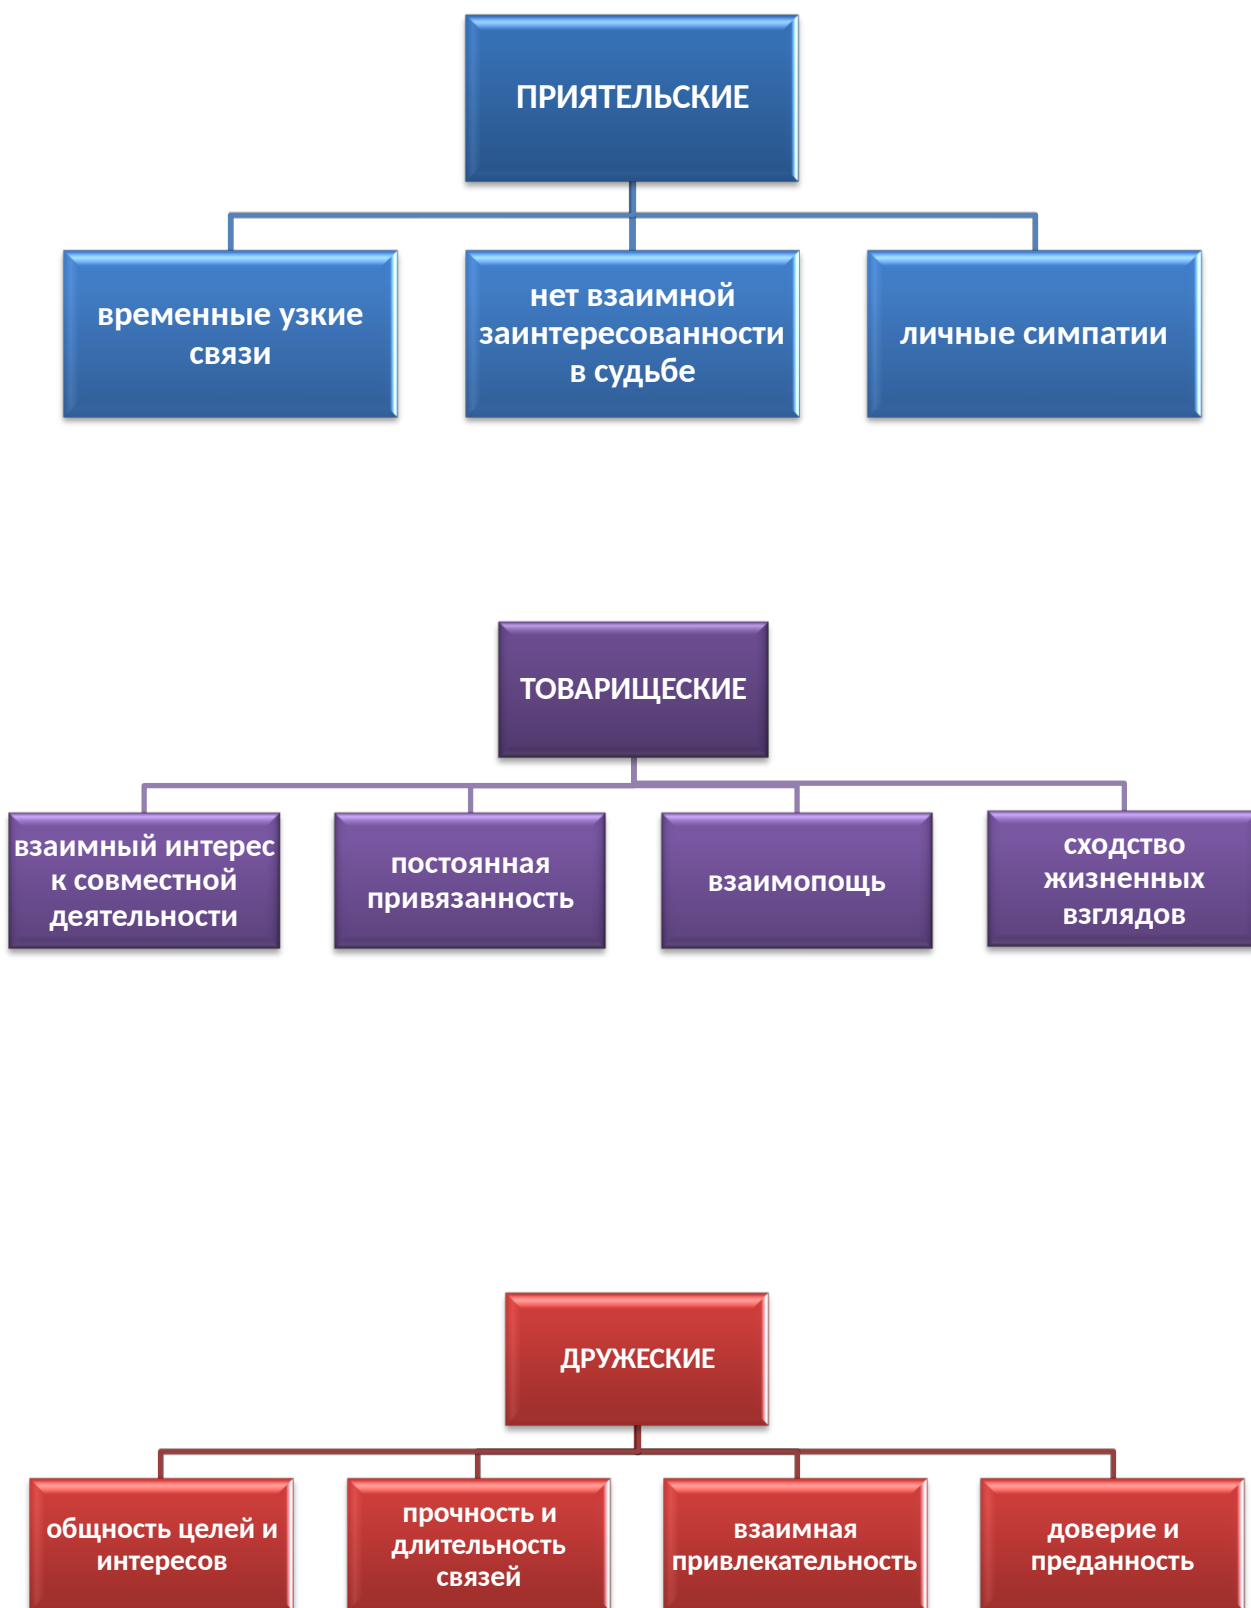 ПРИЯТЕЛЬСКИЕ
временные узкие
связи
нет взаимной
заинтересованности
в судьбе
личные симпатии
ТОВАРИЩЕСКИЕ
взаимный интерес
к совместной
деятельности
постоянная
привязанность
взаимопощь
сходство
жизненных
взглядов
ДРУЖЕСКИЕ
общность целей и
интересов
прочность и
длительность
связей
взаимная
привлекательность
доверие и
преданность